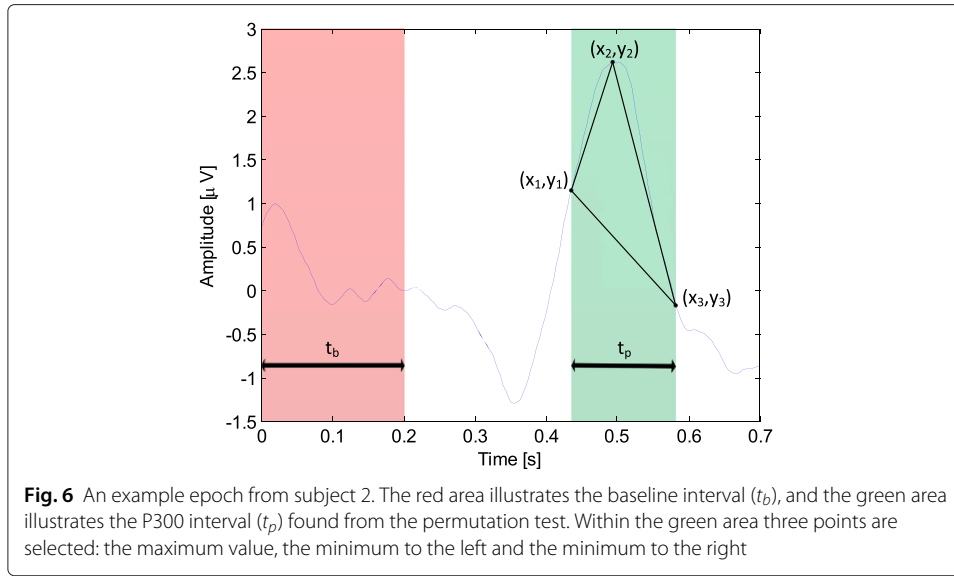 3
2.5
2
1.5
1
0.5
0
-0.5
-1
-1.5
Amplitude [μ V]
(x₂,y₂)
(x₁,y₁)
(x₃,y₃)
t_b
t_p
0 0.1 0.2 0.3 0.4 0.5 0.6 0.7
Time [s]
Fig. 6 An example epoch from subject 2. The red area illustrates the baseline interval (t_b), and the green area
illustrates the P300 interval (t_p) found from the permutation test. Within the green area three points are
selected: the maximum value, the minimum to the left and the minimum to the right